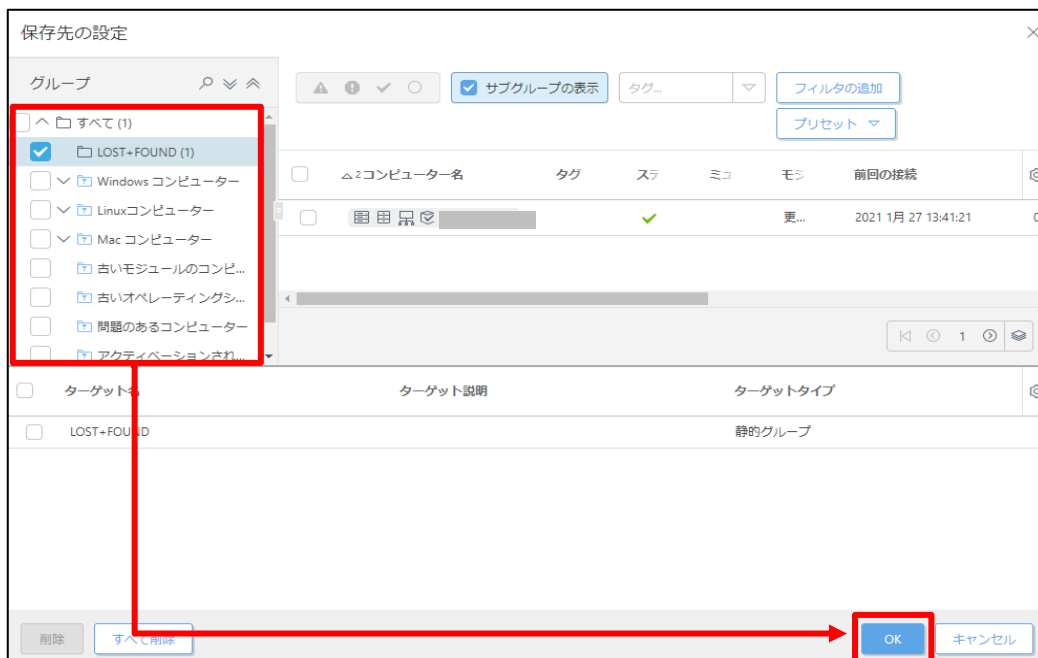 保存先の設定
グループ
サブグループの表示
タグ...
フィルタの追加
プリセット
すべて (1)
LOST+FOUND (1)
Windows コンピューター
Linuxコンピューター
Mac コンピューター
古いモジュールのコンピ...
古いオペレーティングシ...
問題のあるコンピューター
アクティベーションされ...
2コンピューター名 タグ ステ ミュ モシ 前回の接続
更... 2021 1月 27 13:41:21
1
ターゲット名 ターゲット説明 ターゲットタイプ
LOST+FOUND 静的グループ
削除 すべて削除 OK キャンセル